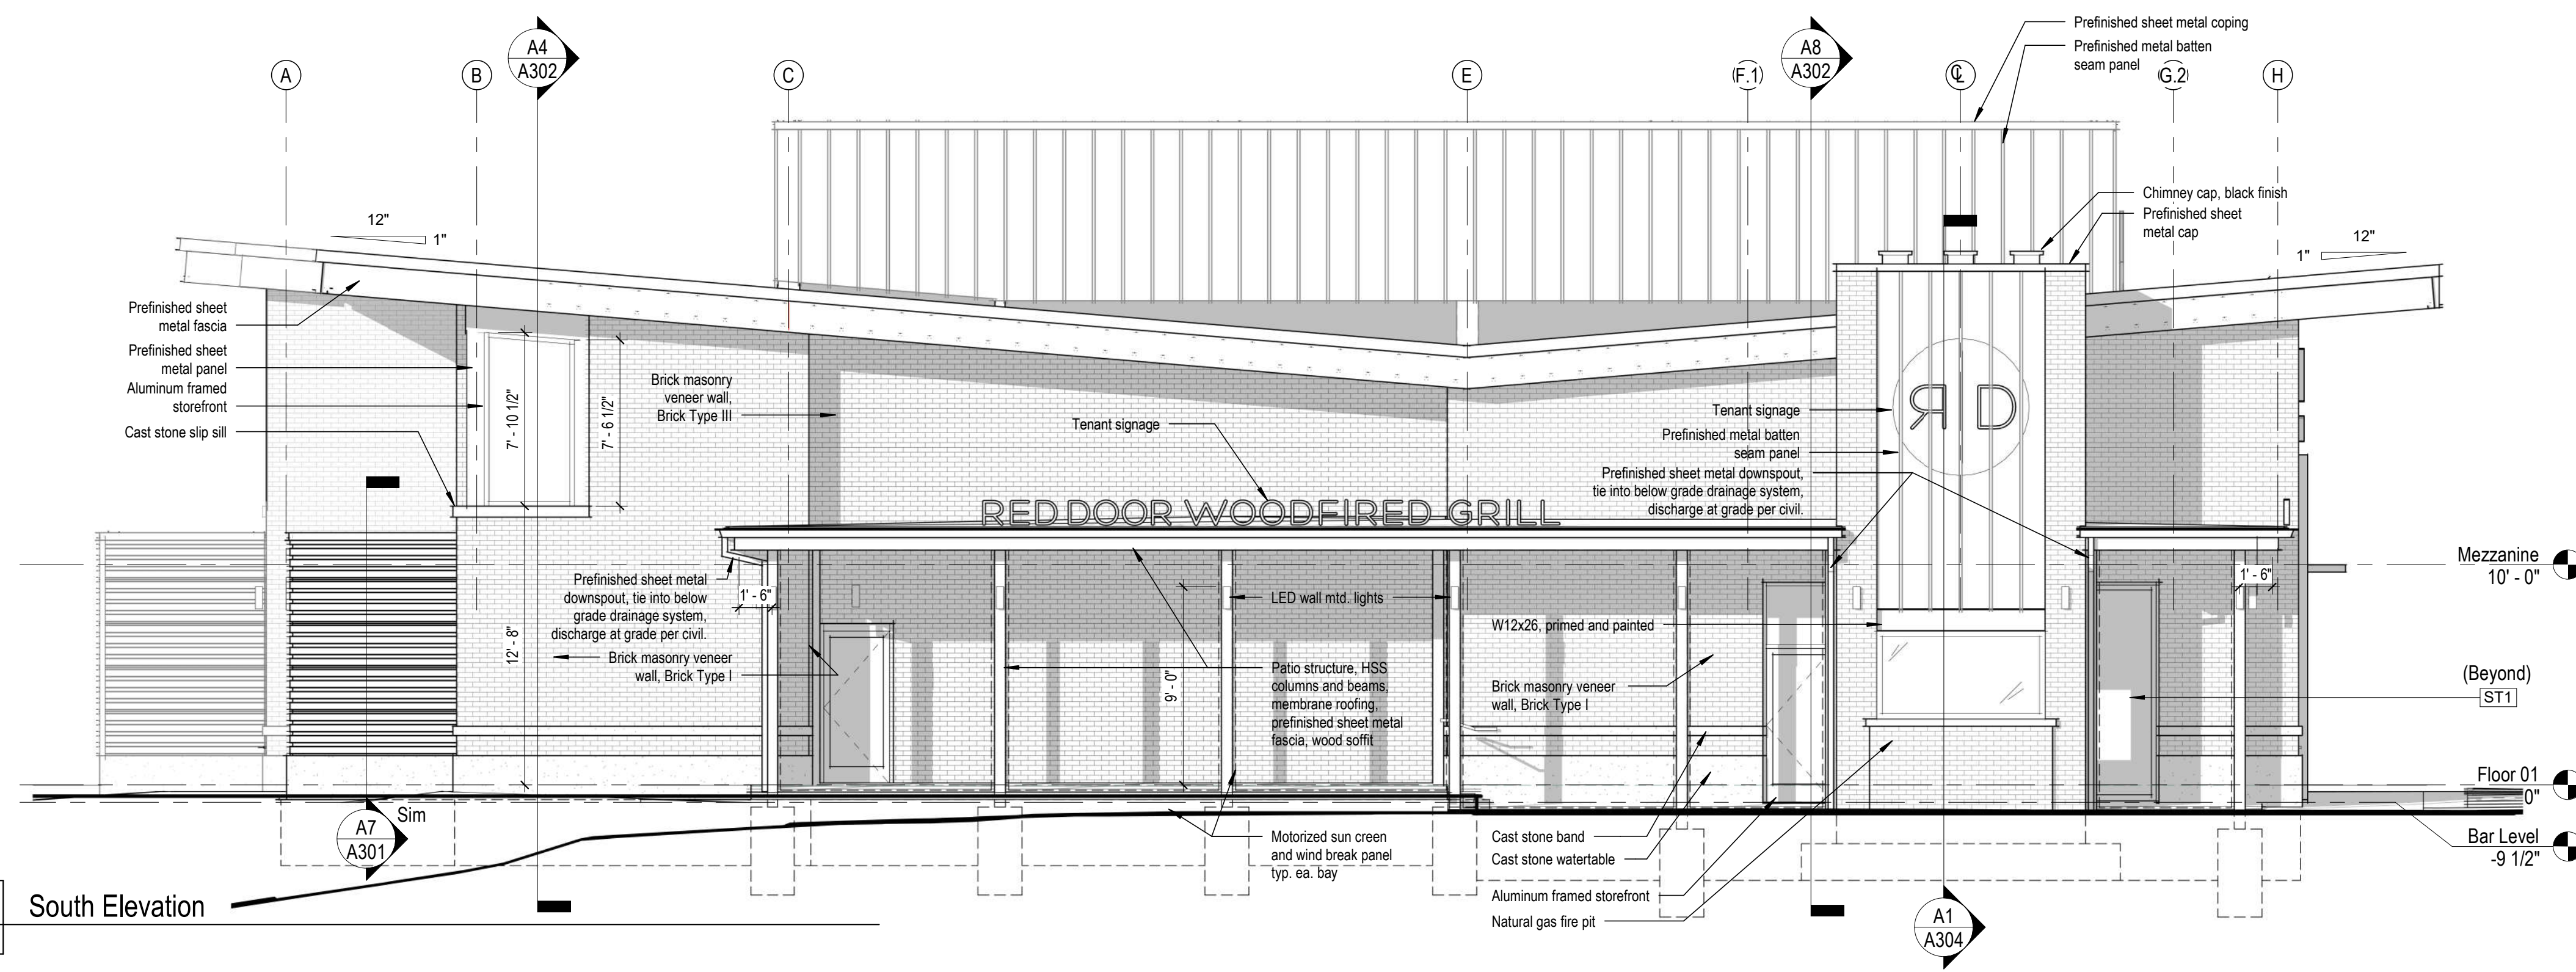 A4
A302
A8
A302
A
B
C
E
(F.1)
CL
(G.2)
H
Prefinished sheet metal coping
Prefinished metal batten
seam panel
Chimney cap, black finish
Prefinished sheet
metal cap
12"
1"
12"
1"
Prefinished sheet
metal fascia
Prefinished sheet
metal panel
Aluminum framed
storefront
Cast stone slip sill
7' - 10 1/2"
7' - 6 1/2"
Brick masonry
veneer wall,
Brick Type III
Tenant signage
RED DOOR WOODFIRED GRILL
Tenant signage
Prefinished metal batten
seam panel
Prefinished sheet metal downspout,
tie into below grade drainage system,
discharge at grade per civil.
RD
Prefinished sheet metal
downspout, tie into below
grade drainage system,
discharge at grade per civil.
1' - 6"
12' - 8"
Brick masonry veneer
wall, Brick Type I
LED wall mtd. lights
9' - 0"
Patio structure, HSS
columns and beams,
membrane roofing,
prefinished sheet metal
fascia, wood soffit
W12x26, primed and painted
Brick masonry veneer
wall, Brick Type I
1' - 6"
Mezzanine
10' - 0"
(Beyond)
ST1
Floor 01
0"
Bar Level
-9 1/2"
Sim
A7
A301
Motorized sun creen
and wind break panel
typ. ea. bay
Cast stone band
Cast stone watertable
Aluminum framed storefront
Natural gas fire pit
A1
A304
South Elevation